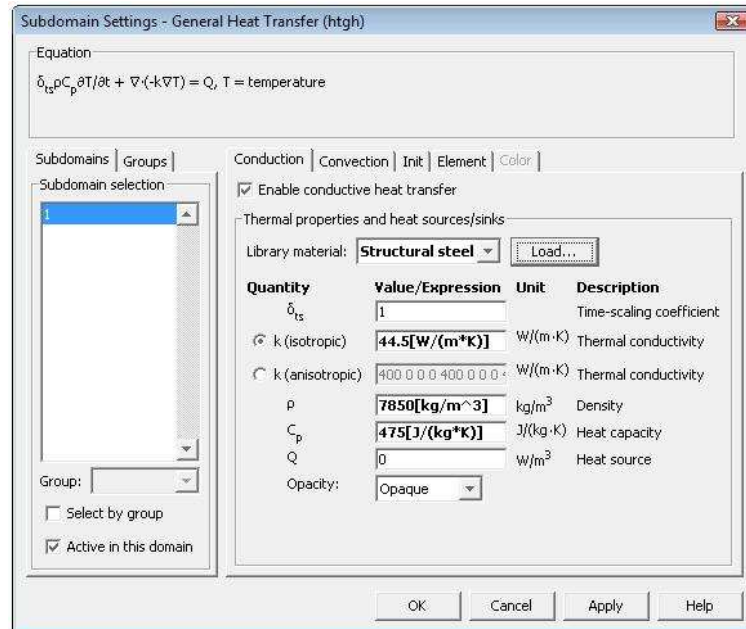 Subdomain Settings - General Heat Transfer (htgh)
Equation
δtsρCp∂T/∂t + ∇·(-k∇T) = Q, T = temperature
Subdomains Groups
Subdomain selection
1
Group:
Select by group
Active in this domain
Conduction Convection Init Element Color
Enable conductive heat transfer
Thermal properties and heat sources/sinks
Library material: Structural steel Load...
Quantity Value/Expression Unit Description
δts 1 Time-scaling coefficient
k (isotropic) 44.5[W/(m*K)] W/(m·K) Thermal conductivity
k (anisotropic) 400 0 0 0 400 0 0 0 4 W/(m·K) Thermal conductivity
ρ 7850[kg/m^3] kg/m³ Density
Cp 475[J/(kg*K)] J/(kg·K) Heat capacity
Q 0 W/m³ Heat source
Opacity: Opaque
OK Cancel Apply Help